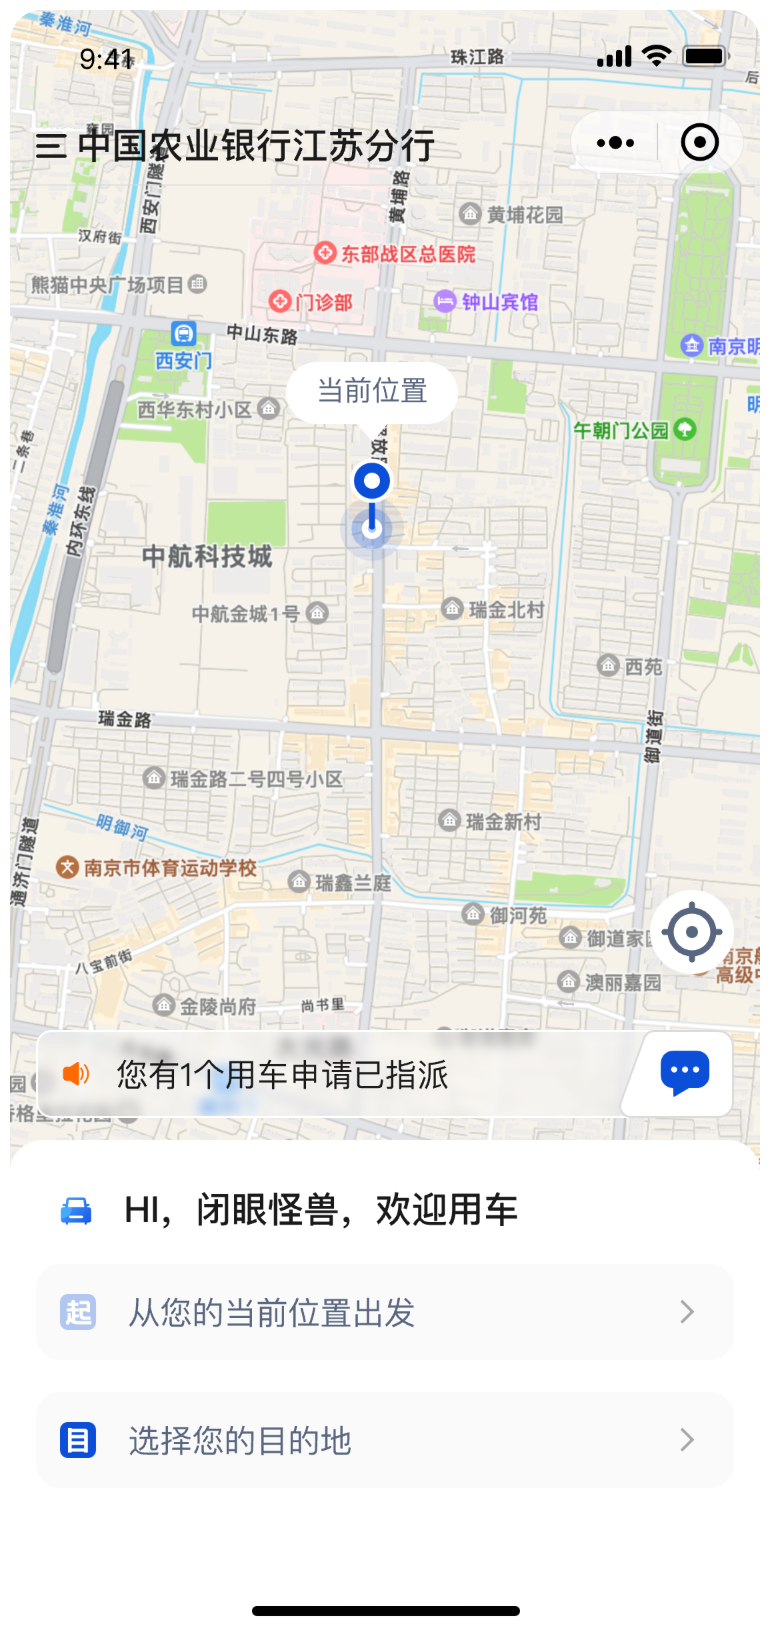 秦淮河
9:41
珠江路
后
雍园
中国农业银行江苏分行
西安门隧道
黄埔路
黄埔花园
汉府街
东部战区总医院
熊猫中央广场项目
门诊部
钟山宾馆
中山东路
西安门
南京明
当前位置
西华东村小区
明
午朝门公园
二条巷
秦淮河
内环东线
中航科技城
中航金城1号
瑞金北村
西苑
瑞金路
御道街
瑞金路二号四号小区
明御河
瑞金新村
通济门隧道
南京市体育运动学校
瑞鑫兰庭
御河苑
御道家
八宝前街
南京航
高级中
澳丽嘉园
金陵尚府
尚书里
您有1个用车申请已指派
园
HI，闭眼怪兽，欢迎用车
起
从您的当前位置出发
目
选择您的目的地